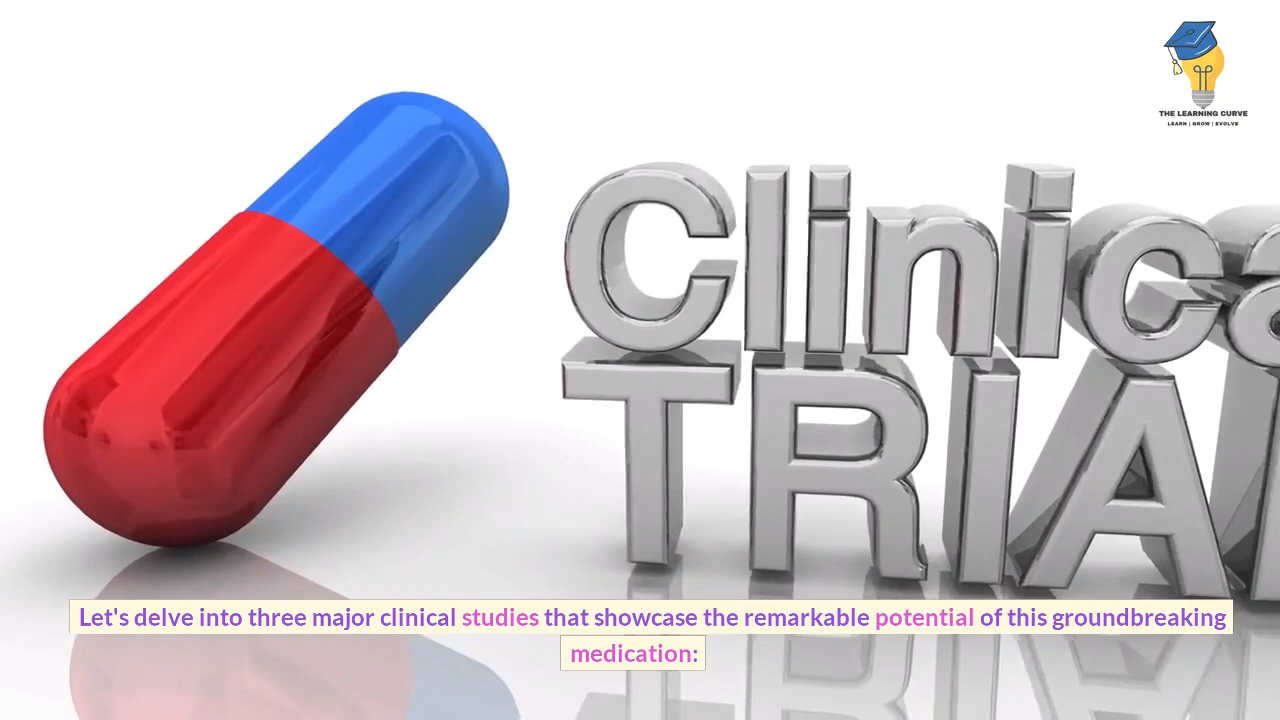 THE LEARNING CURVE
LEARN | GROW | EVOLVE
Clinica
TRIA
Let's delve into three major clinical studies that showcase the remarkable potential of this groundbreaking
medication: